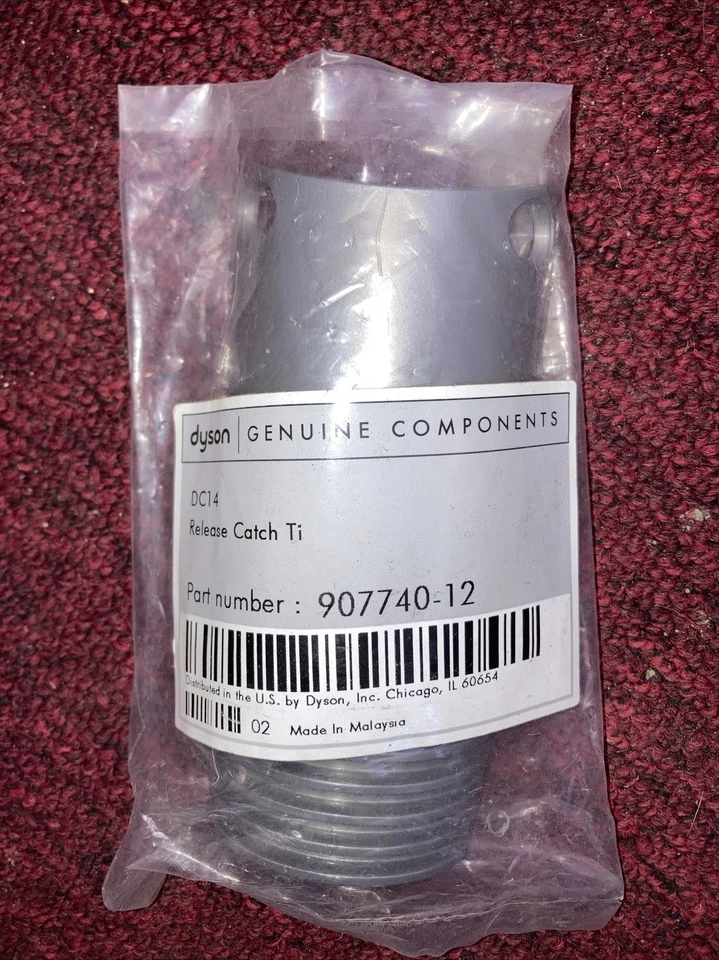 dyson GENUINE COMPONENTS
DC14
Release Catch Ti
Part number : 907740-12
Distributed in the U.S. by Dyson, Inc. Chicago, IL 60654
02 Made In Malaysia